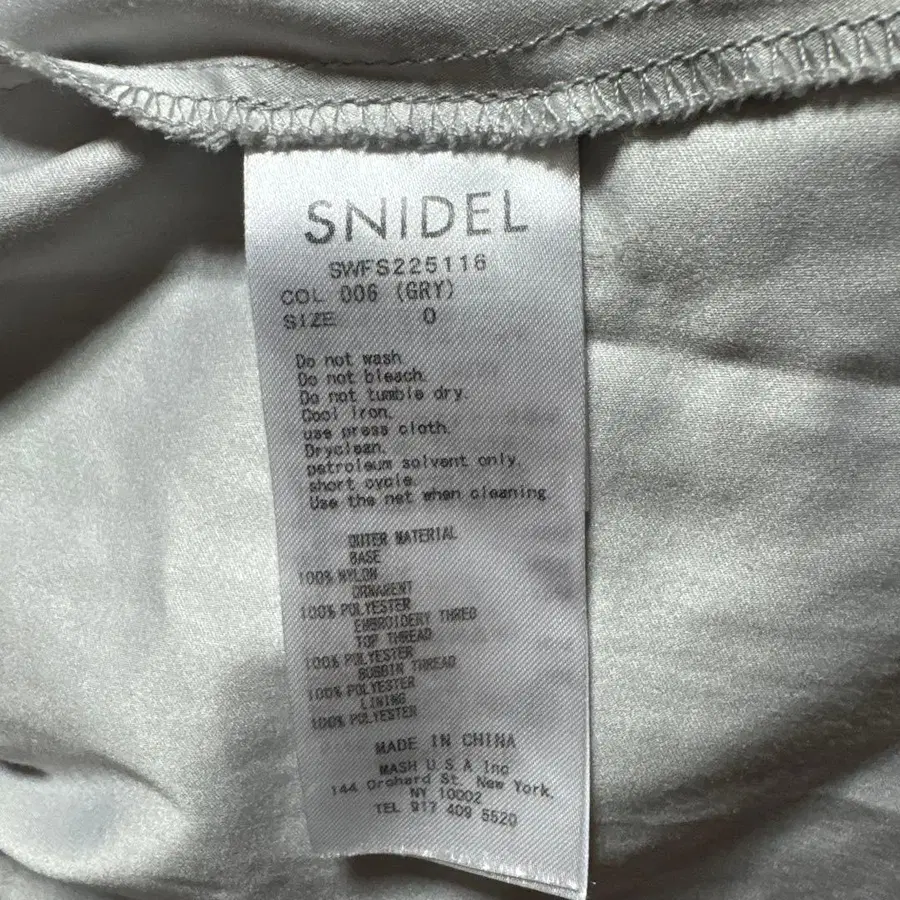 SNIDEL
SWFS225116
COL 006 (GRY)
SIZE 0
Do not wash
Do not bleach.
Do not tumble dry.
Cool iron.
use press cloth.
Dryclean.
petroleum solvent only.
short cycle.
Use the net when cleaning
OUTER MATERIAL
BASE
100% NYLON
ORNAMENT
100% POLYESTER
EMBROIDERY THRED
TOP THREAD
100% POLYESTER
BOBBIN THREAD
100% POLYESTER
LINING
100% POLYESTER
MADE IN CHINA
MASH U.S.A Inc
144 Orchard St. New York.
NY 10002
TEL 917 409 5520